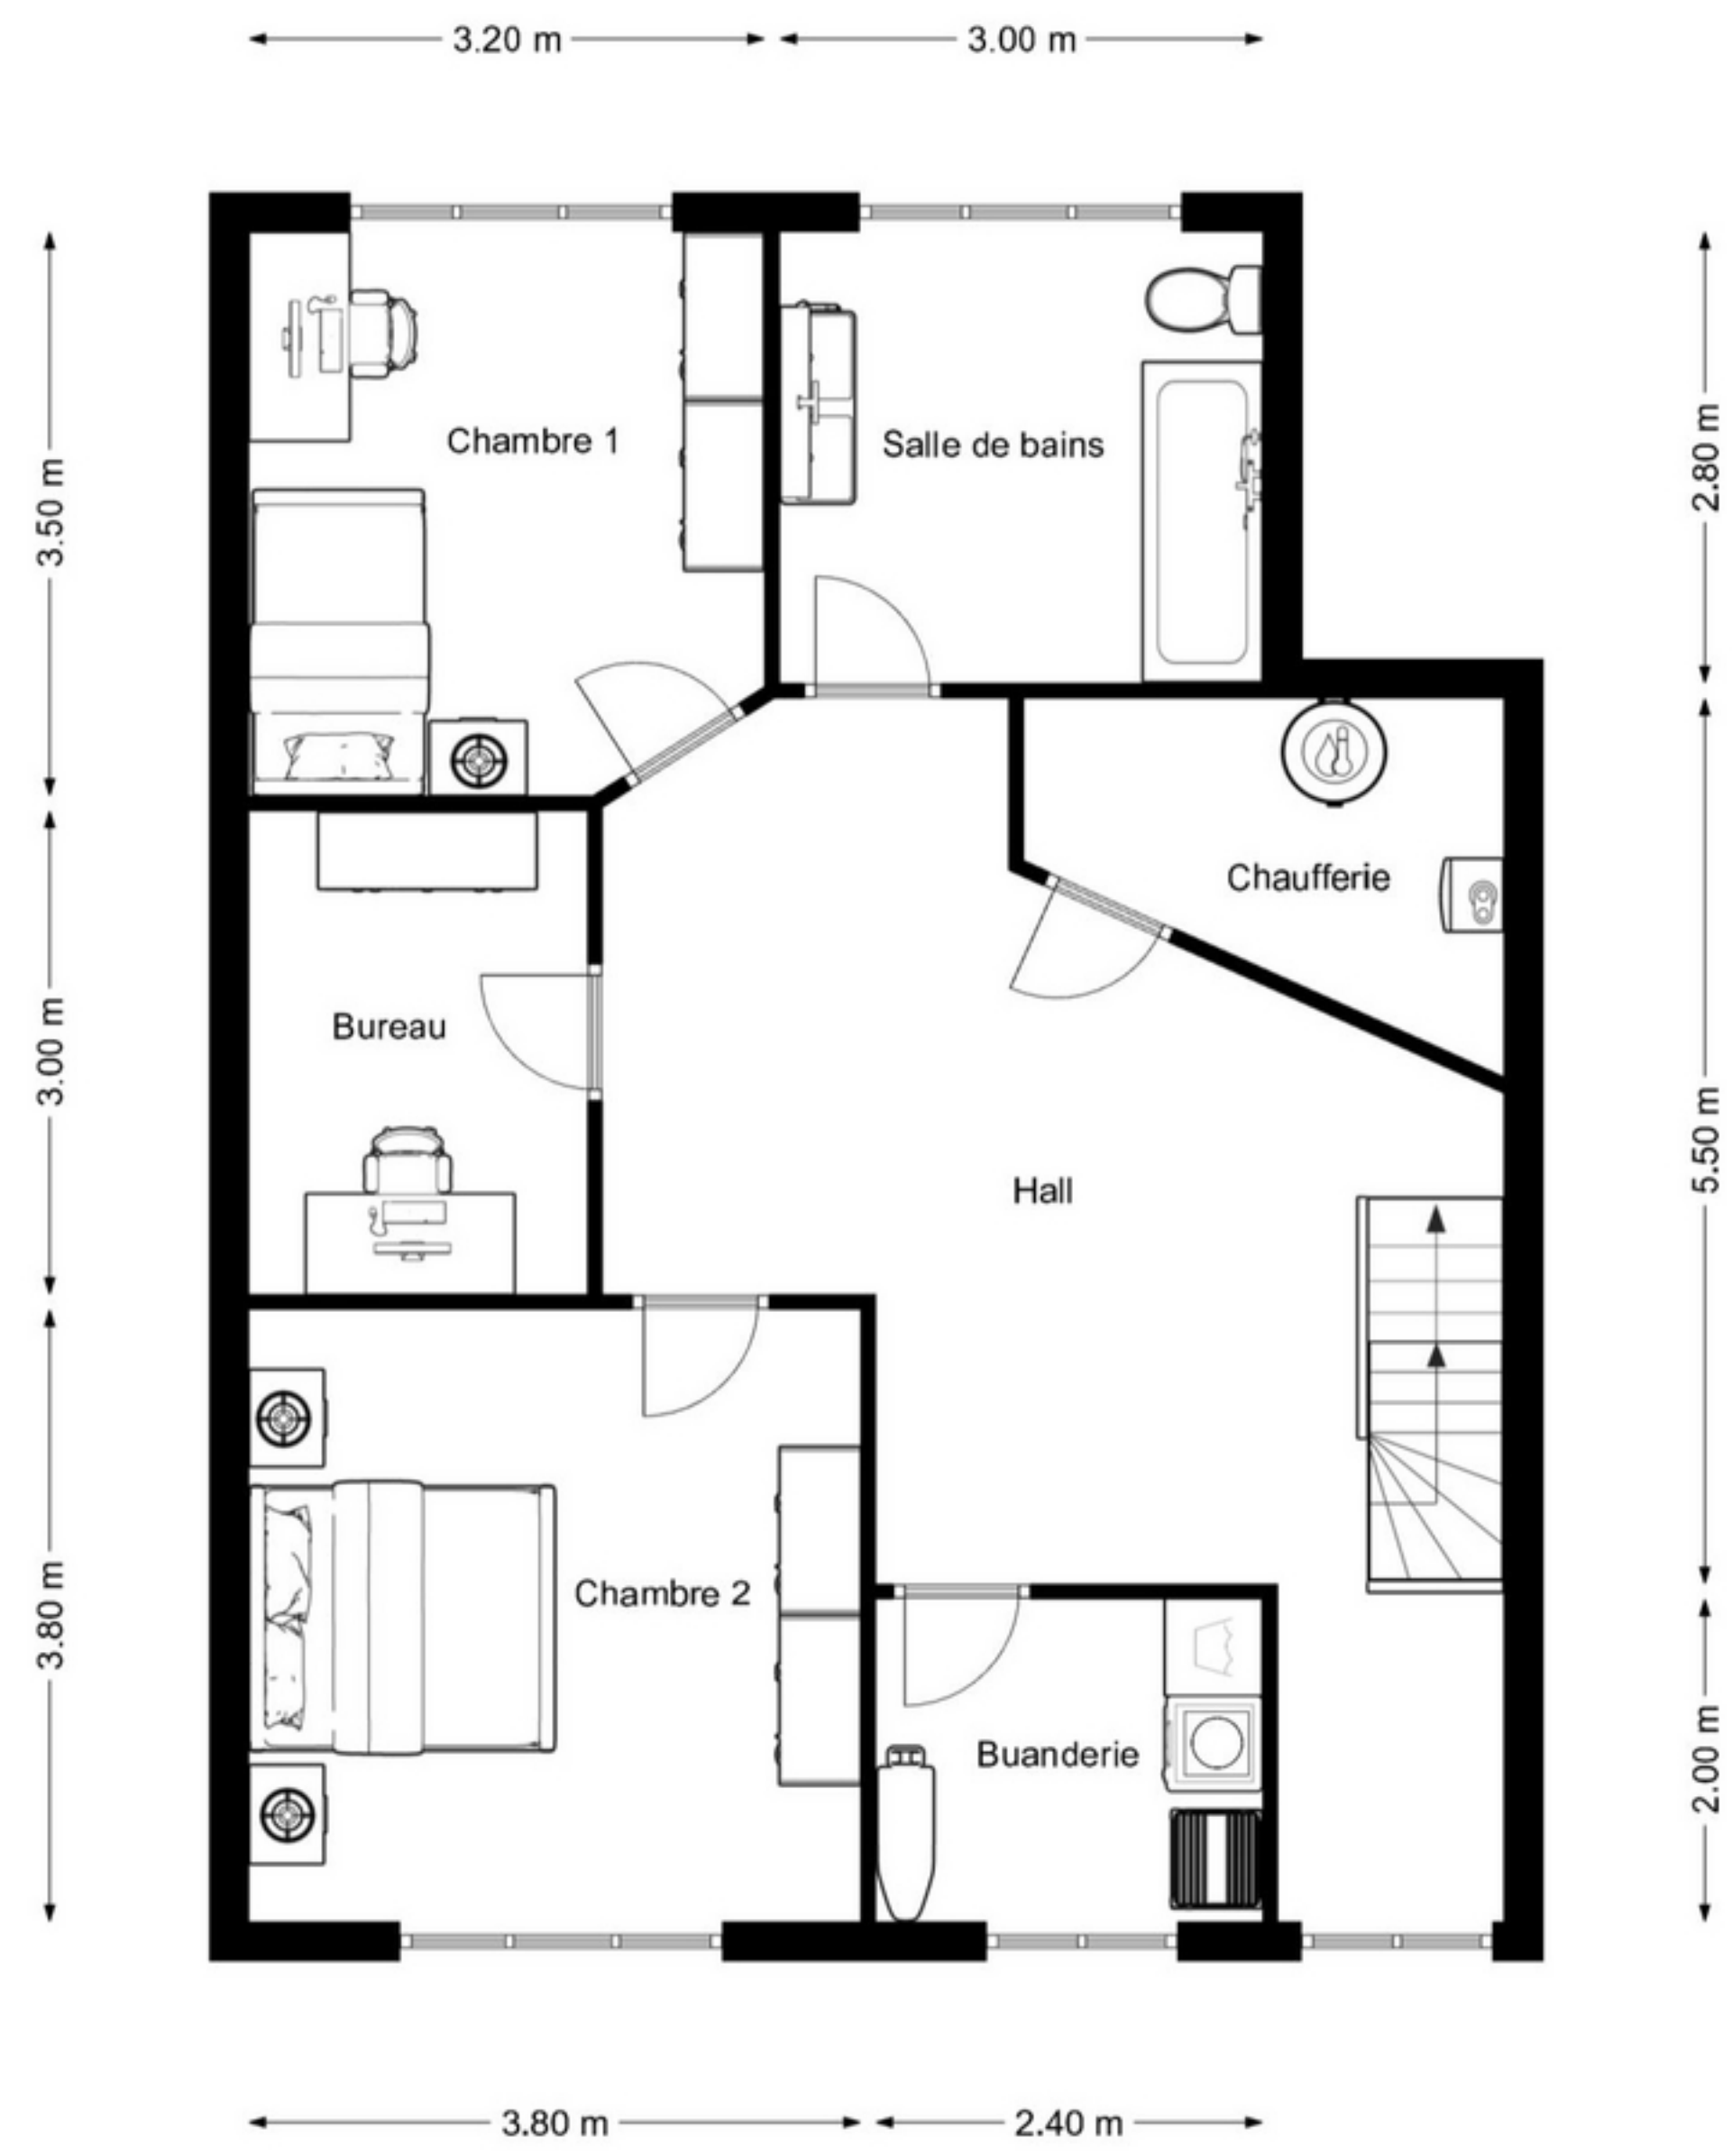 3.20 m
3.00 m
3.50 m
2.80 m
Chambre 1
Salle de bains
Chaufferie
3.00 m
Bureau
Hall
5.50 m
3.80 m
Chambre 2
Buanderie
2.00 m
3.80 m
2.40 m